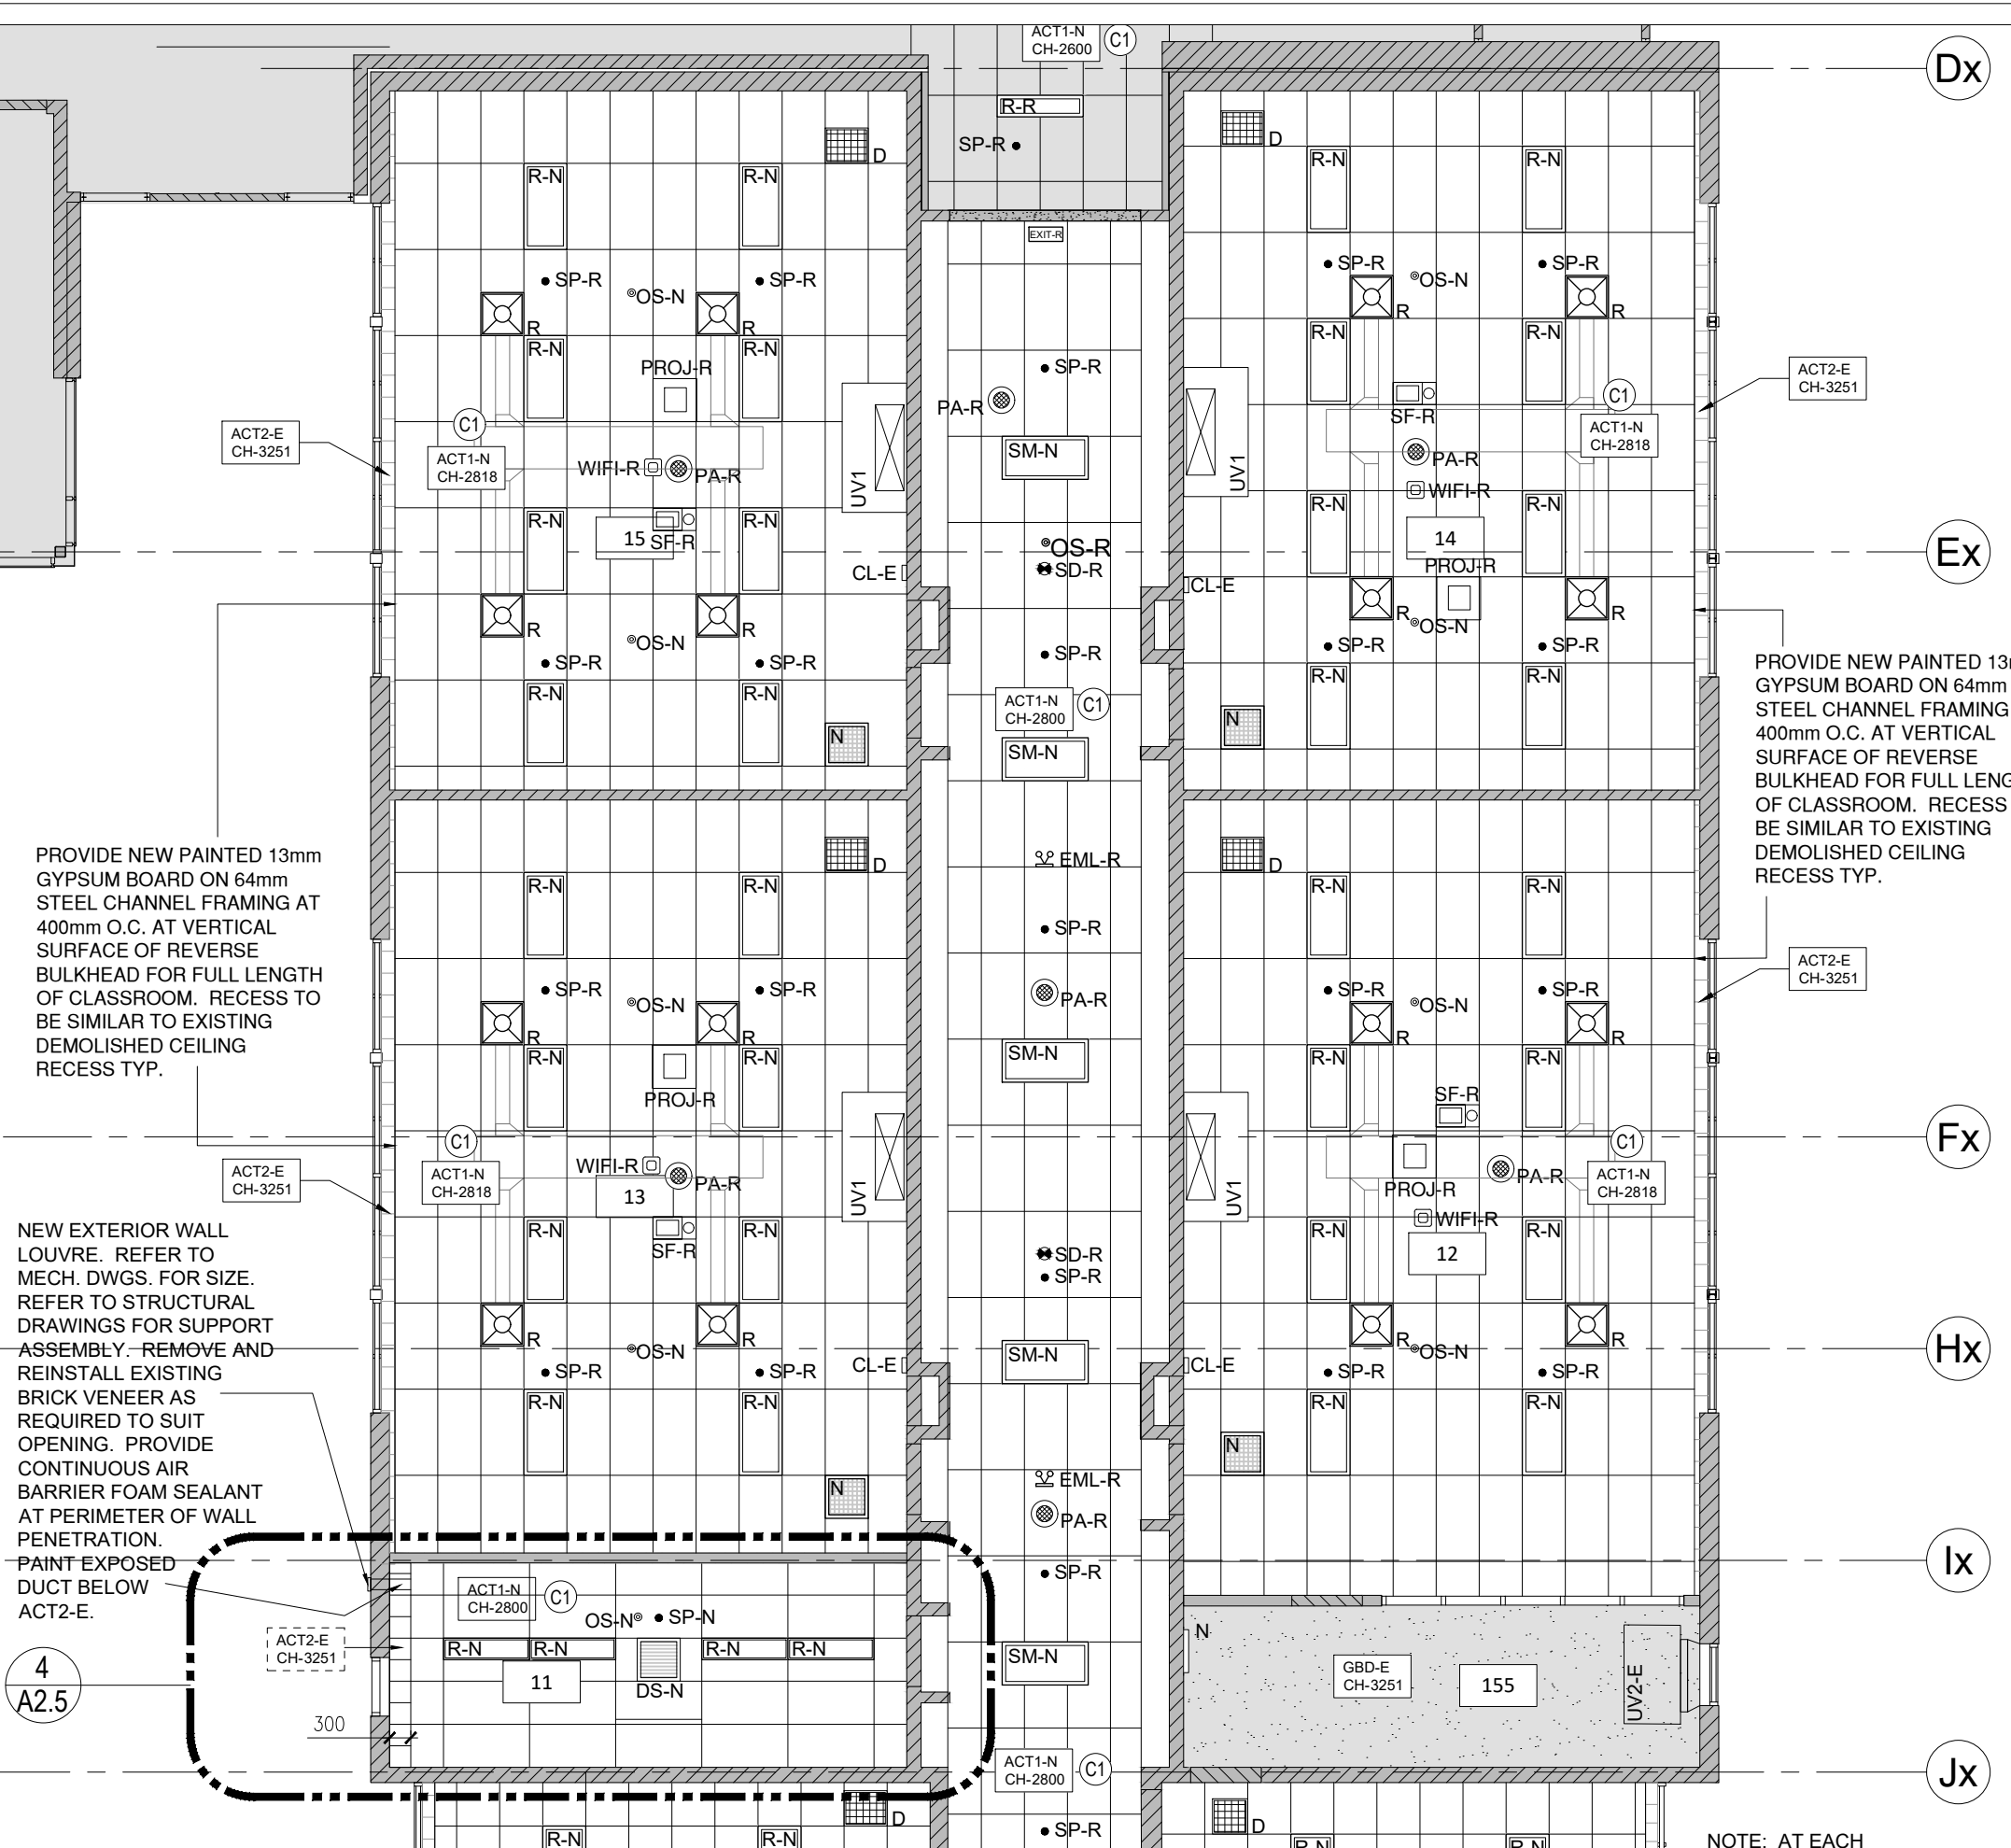 ACT1-N
CH-2600
C1
Dx
R-R
SP-R
D
D
R-N
R-N
R-N
R-N
EXIT-R
SP-R
OS-N
SP-R
R
R
SP-R
OS-N
SP-R
R
R
R-N
R-N
PROJ-R
SP-R
R-N
R-N
ACT2-E
CH-3251
PA-R
SF-R
C1
ACT1-N
CH-2818
ACT2-E
CH-3251
C1
ACT1-N
CH-2818
WIFI-R
PA-R
UV1
SM-N
UV1
PA-R
WIFI-R
R-N
R-N
15
SF-R
R-N
R-N
14
Ex
OS-R
SD-R
CL-E
CL-E
PROJ-R
R
R
OS-N
SP-R
SP-R
SP-R
R
OS-N
R
SP-R
SP-R
R-N
R-N
N
ACT1-N
CH-2800
C1
SM-N
R-N
R-N
N
PROVIDE NEW PAINTED
GYPSUM BOARD ON 64mm
STEEL CHANNEL FRAMING
400mm O.C. AT VERTICAL
SURFACE OF REVERSE
BULKHEAD FOR FULL
OF CLASSROOM. RECESS
BE SIMILAR TO EXISTING
DEMOLISHED CEILING
RECESS TYP.
PROVIDE NEW PAINTED 13mm
GYPSUM BOARD ON 64mm
STEEL CHANNEL FRAMING AT
400mm O.C. AT VERTICAL
SURFACE OF REVERSE
BULKHEAD FOR FULL LENGTH
OF CLASSROOM. RECESS TO
BE SIMILAR TO EXISTING
DEMOLISHED CEILING
RECESS TYP.
D
EML-R
D
R-N
R-N
R-N
R-N
SP-R
SP-R
OS-N
SP-R
PA-R
SP-R
OS-N
SP-R
ACT2-E
CH-3251
R
R
R
R
R-N
R-N
SM-N
R-N
R-N
PROJ-R
SF-R
C1
ACT1-N
CH-2818
ACT2-E
CH-3251
WIFI-R
PA-R
13
UV1
UV1
PROJ-R
PA-R
C1
ACT1-N
CH-2818
Fx
WIFI-R
R-N
R-N
SF-R
SD-R
SP-R
R-N
R-N
12
NEW EXTERIOR WALL
LOUVRE. REFER TO
MECH. DWGS. FOR SIZE.
REFER TO STRUCTURAL
DRAWINGS FOR SUPPORT
ASSEMBLY. REMOVE AND
REINSTALL EXISTING
BRICK VENEER AS
REQUIRED TO SUIT
OPENING. PROVIDE
CONTINUOUS AIR
BARRIER FOAM SEALANT
AT PERIMETER OF WALL
PENETRATION.
PAINT EXPOSED
DUCT BELOW
ACT2-E.
R
R
OS-N
SP-R
SP-R
CL-E
SM-N
CL-E
R
OS-N
R
SP-R
SP-R
Hx
R-N
R-N
R-N
R-N
N
EML-R
PA-R
N
Ix
ACT1-N
CH-2800
C1
OS-N
SP-N
SP-R
ACT2-E
CH-3251
R-N
R-N
R-N
R-N
11
DS-N
SM-N
N
GBD-E
CH-3251
155
UV2-E
4
A2.5
300
ACT1-N
CH-2800
C1
Jx
D
R-N
R-N
SP-R
D
R-N
R-N
NOTE: AT EACH